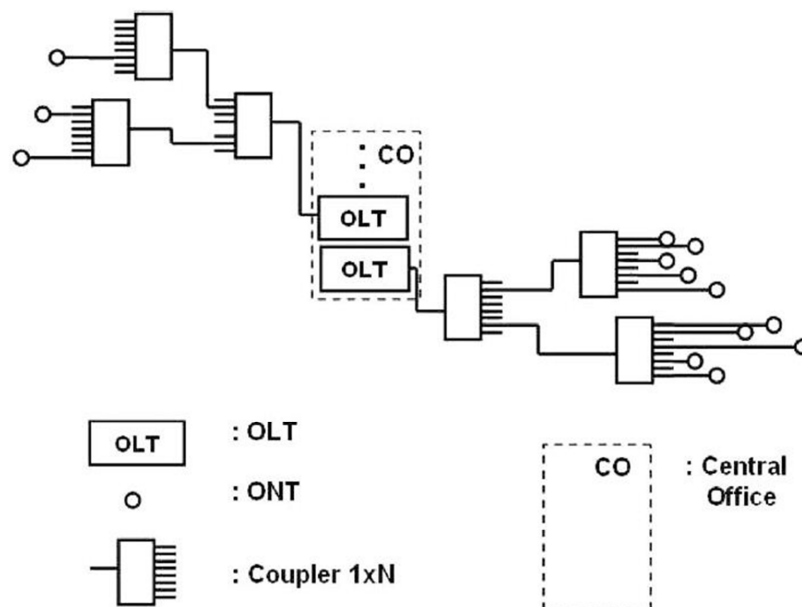 CO
OLT
OLT
OLT
: OLT
: ONT
: Coupler 1xN
CO
: Central
Office